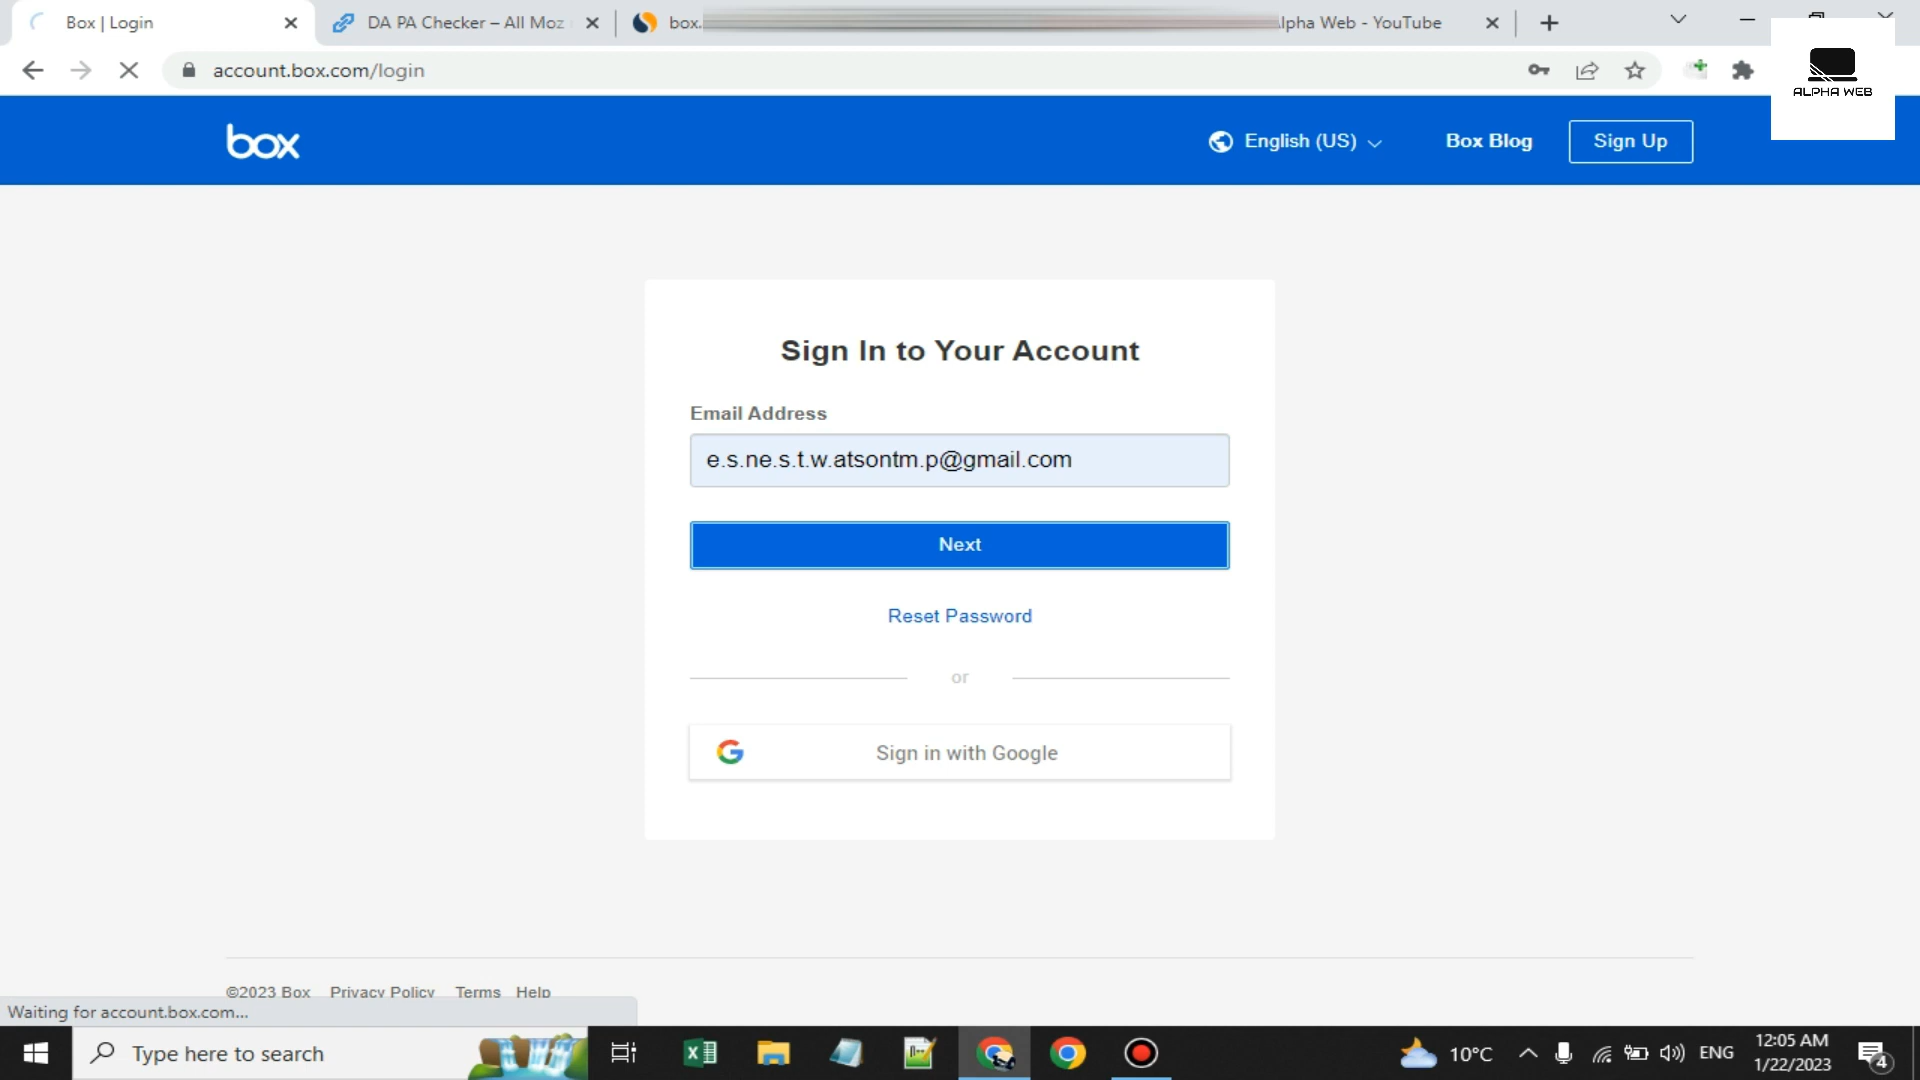 Box | Login
DA PA Checker – All Moz
box.
lpha Web - YouTube
account.box.com/login
ALPHA WEB
box
English (US)
Box Blog
Sign Up
Sign In to Your Account
Email Address
e.s.ne.s.t.w.atsontm.p@gmail.com
Next
Reset Password
or
Sign in with Google
©2023 Box Privacy Policy Terms Help
Waiting for account.box.com...
Type here to search
10°C
ENG
12:05 AM
1/22/2023
4